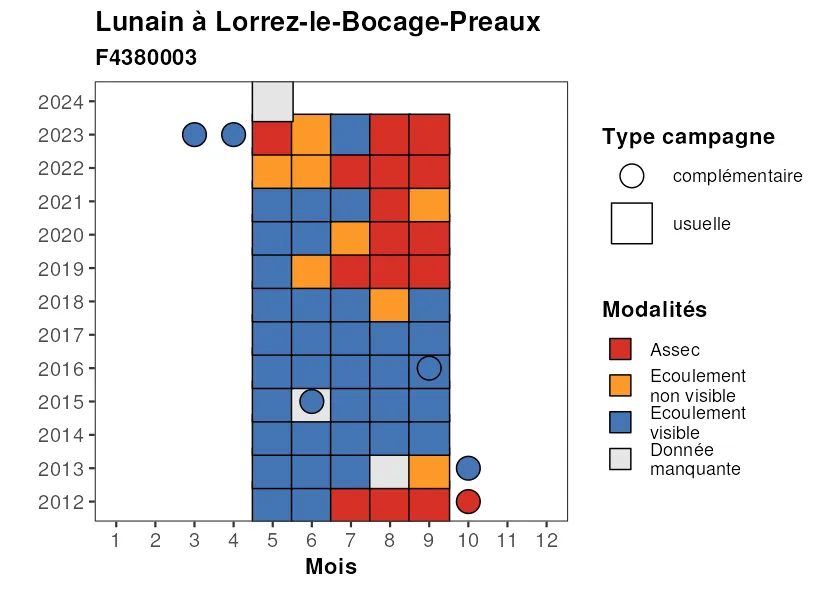 Lunain à Lorrez-le-Bocage-Preaux
F4380003
2024
2023
2022
2021
2020
2019
2018
2017
2016
2015
2014
2013
2012
1 2 3 4 5 6 7 8 9 10 11 12
Mois
Type campagne
complémentaire
usuelle
Modalités
Assec
Ecoulement
non visible
Ecoulement
visible
Donnée
manquante